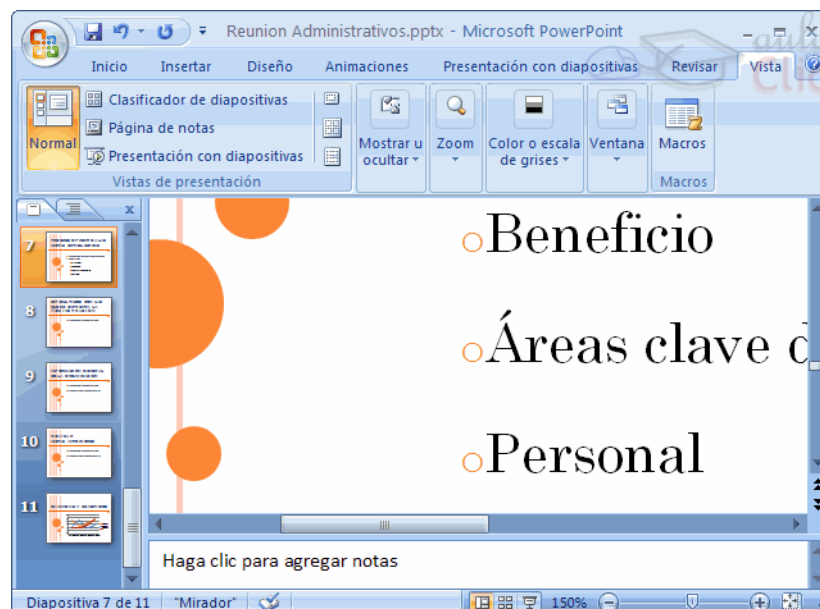 Reunion Administrativos.pptx - Microsoft PowerPoint
Inicio Insertar Diseño Animaciones Presentación con diapositivas Revisar Vista
aula
Clic
Normal
Clasificador de diapositivas
Página de notas
Presentación con diapositivas
Mostrar u
ocultar
Zoom
Color o escala
de grises
Ventana
Macros
Vistas de presentación
Macros
7
8
9
10
11
Beneficio
Áreas clave d
Personal
Haga clic para agregar notas
Diapositiva 7 de 11 "Mirador" 150%